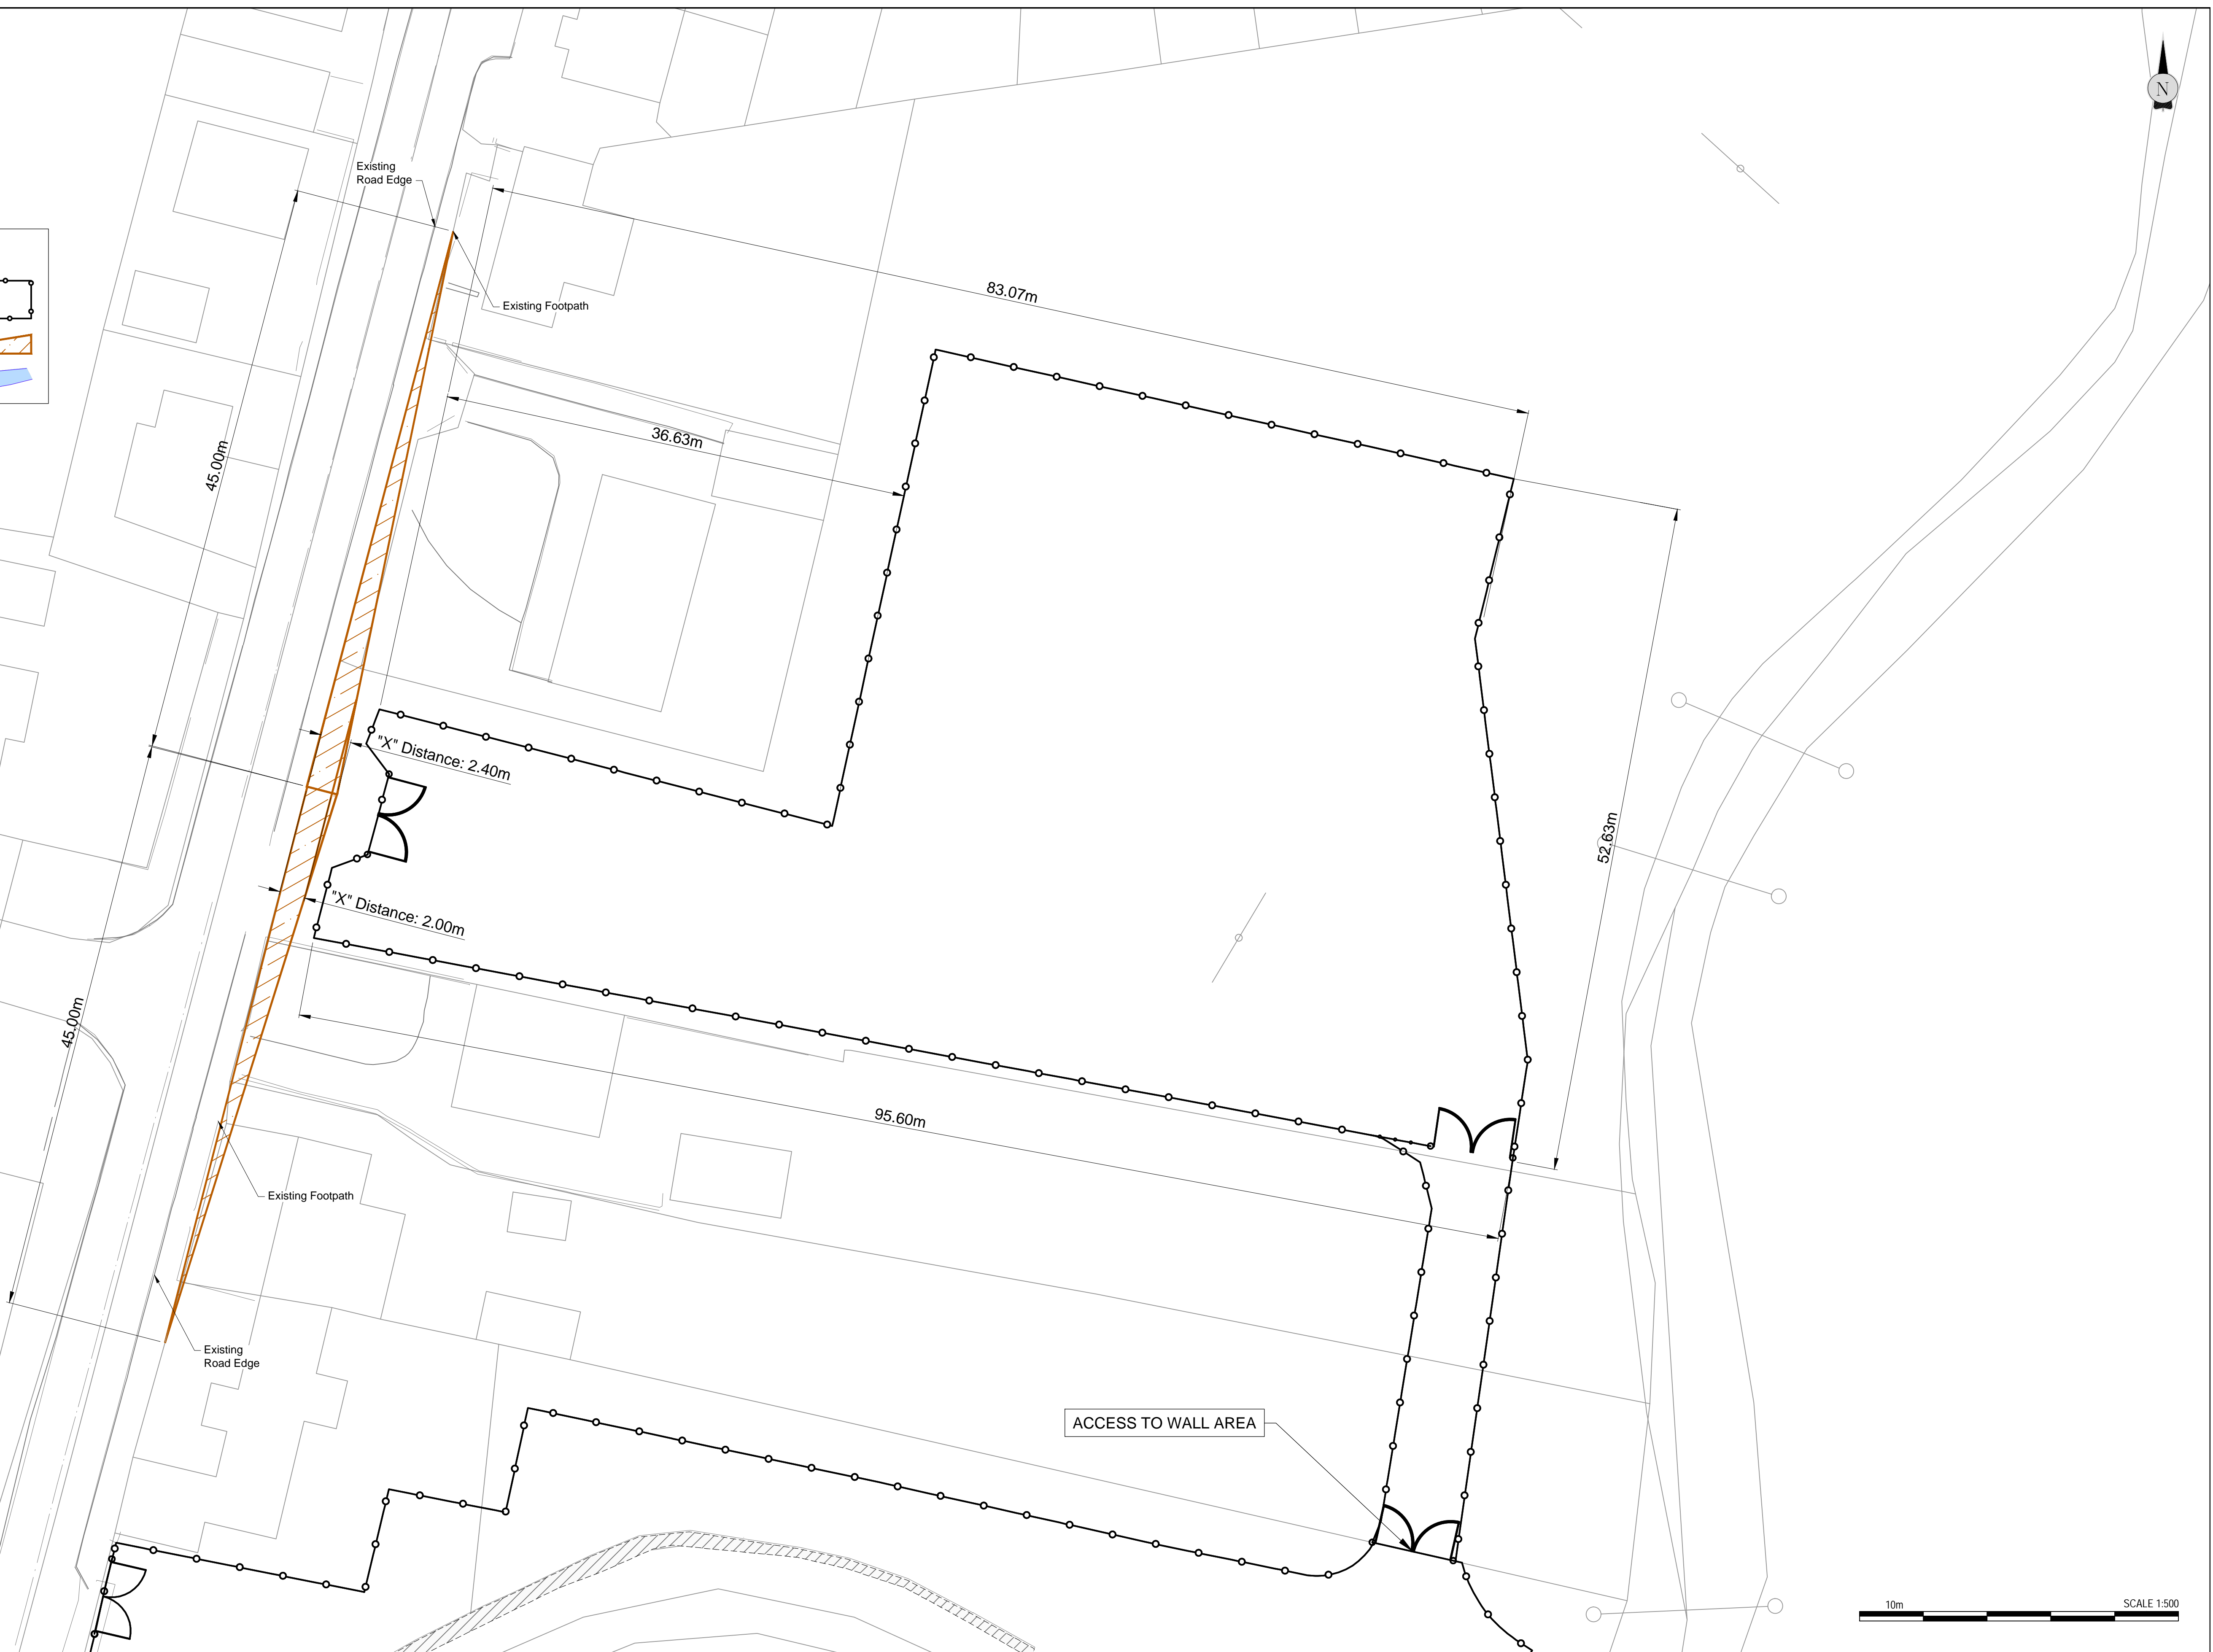 N
Existing
Road Edge
Existing Footpath
83.07m
36.63m
45.00m
"X" Distance: 2.40m
52.63m
"X" Distance: 2.00m
45.00m
95.60m
Existing Footpath
Existing
Road Edge
ACCESS TO WALL AREA
10m
SCALE 1:500